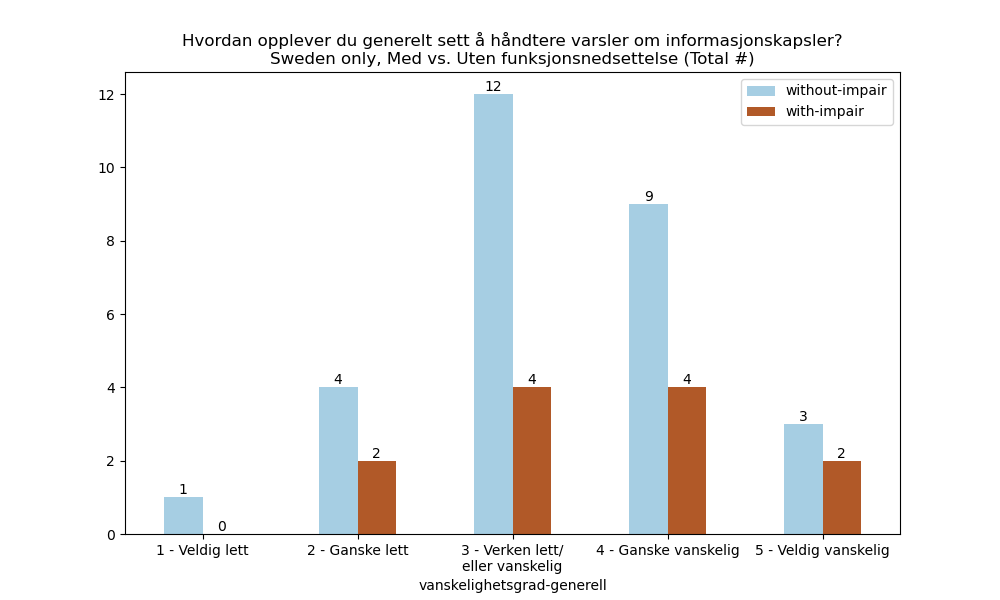 Hvordan opplever du generelt sett å håndtere varsler om informasjonskapsler?
Sweden only, Med vs. Uten funksjonsnedsettelse (Total #)
without-impair
with-impair
12
10
8
6
4
2
0
1
0
4
2
12
4
9
4
3
2
1 - Veldig lett
2 - Ganske lett
3 - Verken lett/
eller vanskelig
4 - Ganske vanskelig
5 - Veldig vanskelig
vanskelighetsgrad-generell